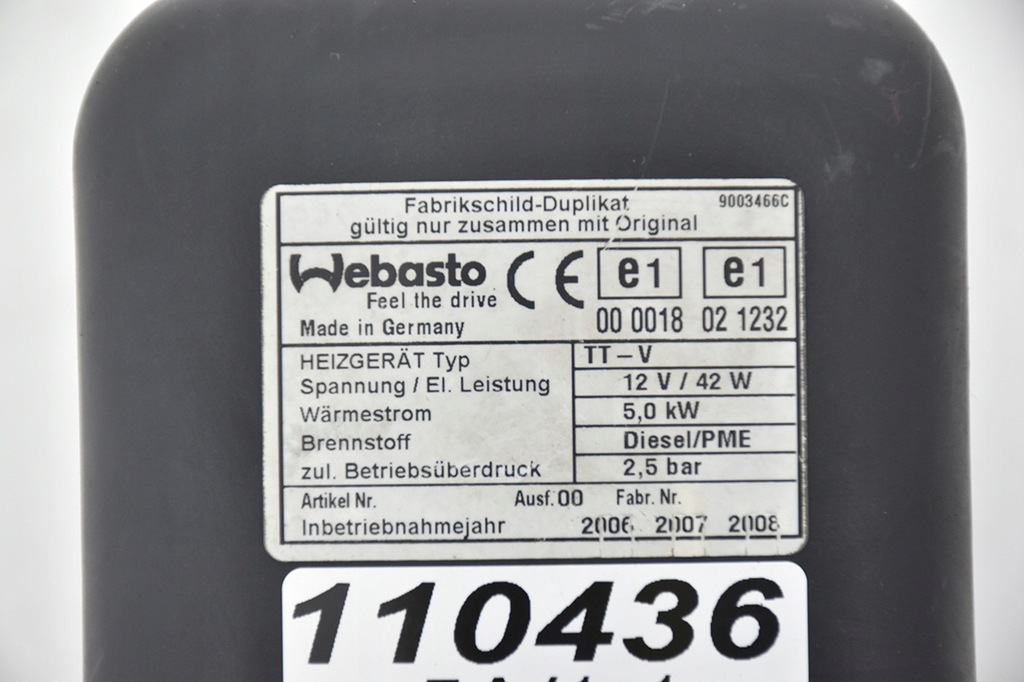 Fabrikschild-Duplikat 9003466C
gültig nur zusammen mit Original
Webasto CE e1 e1
Feel the drive
Made in Germany 00 0018 02 1232
HEIZGERÄT Typ TT-V
Spannung / El. Leistung 12 V / 42 W
Wärmestrom 5,0 kW
Brennstoff Diesel/PME
zul. Betriebsüberdruck 2,5 bar
Artikel Nr. Ausf. 00 Fabr. Nr.
Inbetriebnahmejahr 2006 2007 2008
110436